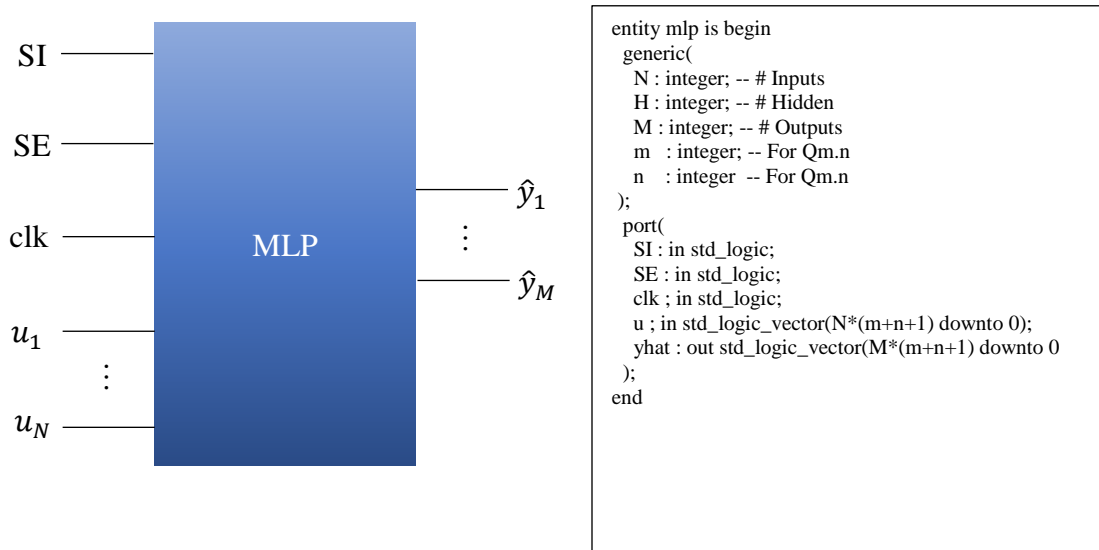 SI
SE
clk
u₁
⋮
u_N
MLP
ŷ₁
⋮
ŷ_M
entity mlp is begin
generic(
N : integer; -- # Inputs
H : integer; -- # Hidden
M : integer; -- # Outputs
m : integer; -- For Qm.n
n : integer -- For Qm.n
);
port(
SI : in std_logic;
SE : in std_logic;
clk ; in std_logic;
u ; in std_logic_vector(N*(m+n+1) downto 0);
yhat : out std_logic_vector(M*(m+n+1) downto 0
);
end